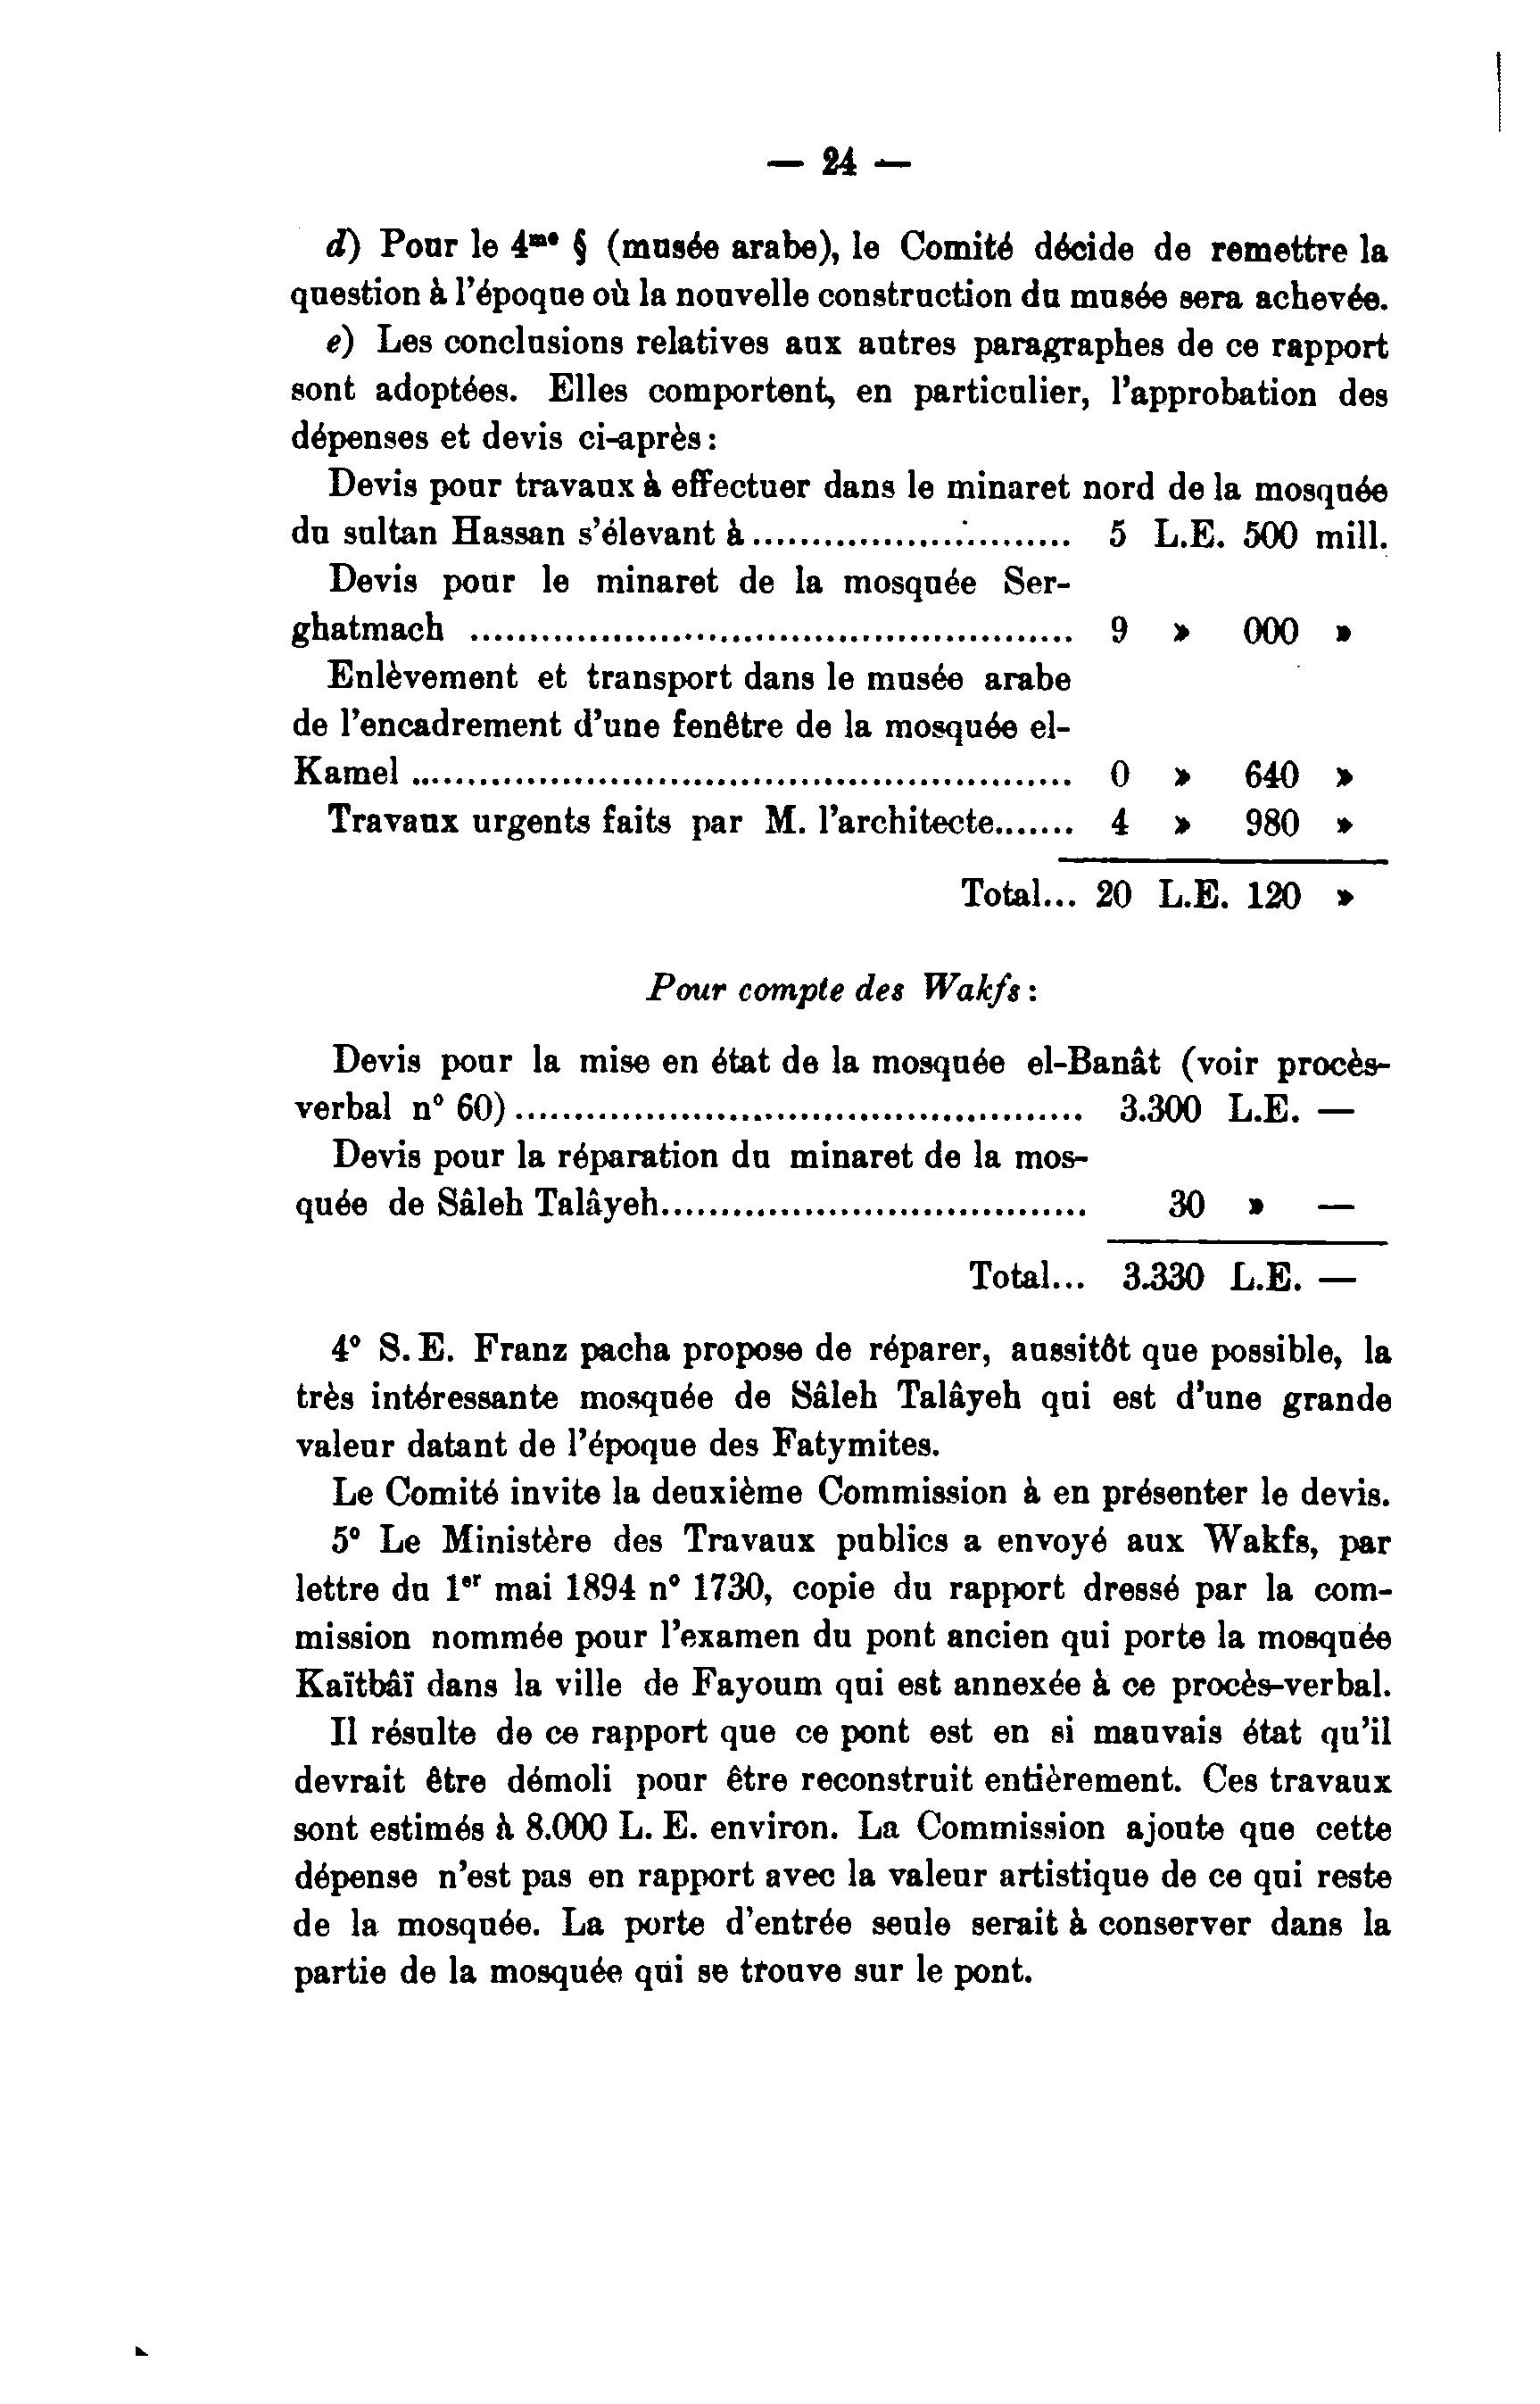 — 24 —
d) Pour le 4me § (musée arabe), le Comité décide de remettre la
question à l'époque où la nouvelle construction du musée sera achevée.
e) Les conclusions relatives aux autres paragraphes de ce rapport
sont adoptées. Elles comportent, en particulier, l'approbation des
dépenses et devis ci-après :
Devis pour travaux à effectuer dans le minaret nord de la mosquée
du sultan Hassan s'élevant à........................... 5 L.E. 500 mill.
Devis pour le minaret de la mosquée Ser-
ghatmach .................................................. 9 » 000 »
Enlèvement et transport dans le musée arabe
de l'encadrement d'une fenêtre de la mosquée el-
Kamel ....................................................... 0 » 640 »
Travaux urgents faits par M. l'architecte....... 4 » 980 »
Total... 20 L.E. 120 »
Pour compte des Wakfs :
Devis pour la mise en état de la mosquée el-Banât (voir procès-
verbal n° 60)................................................ 3.300 L.E. —
Devis pour la réparation du minaret de la mos-
quée de Sâleh Talâyeh.................................... 30 » —
Total... 3.330 L.E. —
4° S. E. Franz pacha propose de réparer, aussitôt que possible, la
très intéressante mosquée de Sâleh Talâyeh qui est d'une grande
valeur datant de l'époque des Fatymites.
Le Comité invite la deuxième Commission à en présenter le devis.
5° Le Ministère des Travaux publics a envoyé aux Wakfs, par
lettre du 1er mai 1894 n° 1730, copie du rapport dressé par la com-
mission nommée pour l'examen du pont ancien qui porte la mosquée
Kaïtbâï dans la ville de Fayoum qui est annexée à ce procès-verbal.
Il résulte de ce rapport que ce pont est en si mauvais état qu'il
devrait être démoli pour être reconstruit entièrement. Ces travaux
sont estimés à 8.000 L. E. environ. La Commission ajoute que cette
dépense n'est pas en rapport avec la valeur artistique de ce qui reste
de la mosquée. La porte d'entrée seule serait à conserver dans la
partie de la mosquée qui se trouve sur le pont.